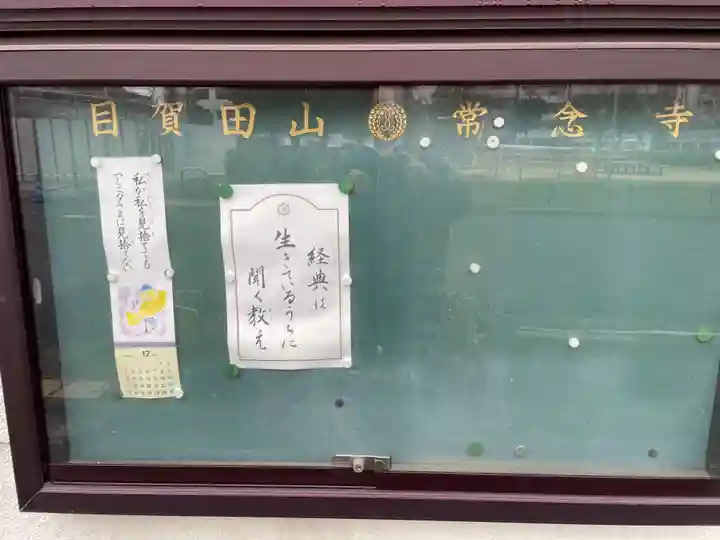 目賀田山 常念寺
経典は
生きているうちに
聞く教え
私が私を見捨てても
アミダさまは見捨てない
12